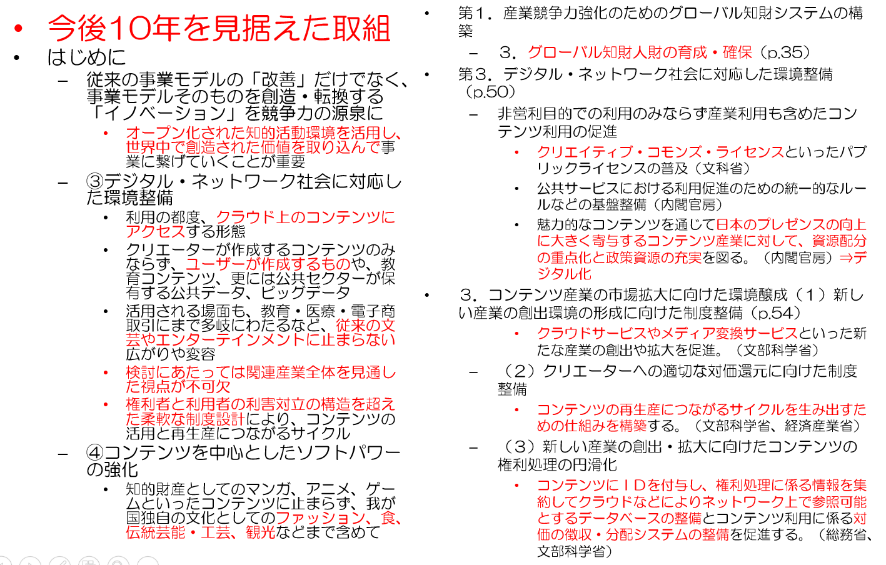 • 今後10年を見据えた取組
• はじめに
– 従来の事業モデルの「改善」だけでなく、
事業モデルそのものを創造・転換する
「イノベーション」を競争力の源泉に
• オープン化された知的活動環境を活用し、
世界中で創造された価値を取り込んで事
業に繋げていくことが重要
– ③デジタル・ネットワーク社会に対応し
た環境整備
• 利用の都度、クラウド上のコンテンツに
アクセスする形態
• クリエーターが作成するコンテンツのみ
ならず、ユーザーが作成するものや、教
育コンテンツ、更には公共セクターが保
有する公共データ、ビッグデータ
• 活用される場面も、教育・医療・電子商
取引にまで多岐にわたるなど、従来の文
芸やエンターテインメントに止まらない
広がりや変容
• 検討にあたっては関連産業全体を見通し
た視点が不可欠
• 権利者と利用者の利害対立の構造を超え
た柔軟な制度設計により、コンテンツの
活用と再生産につながるサイクル
– ④コンテンツを中心としたソフトパワー
の強化
• 知的財産としてのマンガ、アニメ、ゲー
ムといったコンテンツに止まらず、我が
国独自の文化としてのファッション、食、
伝統芸能・工芸、観光などまで含めて
• 第1．産業競争力強化のためのグローバル知財システムの構
築
– 3．グローバル知財人財の育成・確保（p.35）
• 第3．デジタル・ネットワーク社会に対応した環境整備
（p.50）
– 非営利目的での利用のみならず産業利用も含めたコン
テンツ利用の促進
• クリエイティブ・コモンズ・ライセンスといったパブ
リックライセンスの普及（文科省）
• 公共サービスにおける利用促進のための統一的なルー
ルなどの基盤整備（内閣官房）
• 魅力的なコンテンツを通じて日本のプレゼンスの向上
に大きく寄与するコンテンツ産業に対して、資源配分
の重点化と政策資源の充実を図る。（内閣官房）⇒デ
ジタル化
• 3．コンテンツ産業の市場拡大に向けた環境醸成（1）新し
い産業の創出環境の形成に向けた制度整備（p.54）
• クラウドサービスやメディア変換サービスといった新
たな産業の創出や拡大を促進。（文部科学省）
– （2）クリエーターへの適切な対価還元に向けた制度
整備
• コンテンツの再生産につながるサイクルを生み出すた
めの仕組みを構築する。（文部科学省、経済産業省）
– （3）新しい産業の創出・拡大に向けたコンテンツの
権利処理の円滑化
• コンテンツにIDを付与し、権利処理に係る情報を集
約してクラウドなどによりネットワーク上で参照可能
とするデータベースの整備とコンテンツ利用に係る対
価の徴収・分配システムの整備を促進する。（総務省、
文部科学省）